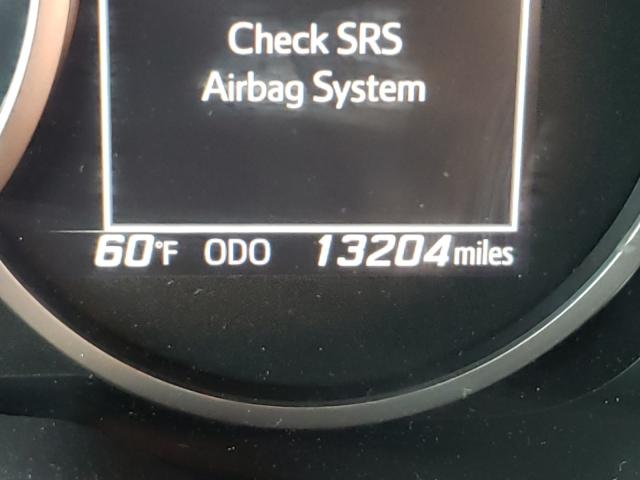 Check SRS
Airbag System
60°F ODO 13204 miles